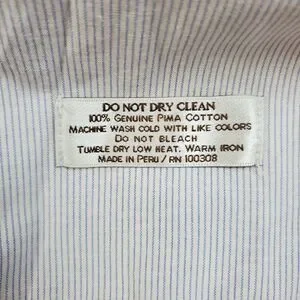 DO NOT DRY CLEAN
100% GENUINE PIMA COTTON
MACHINE WASH COLD WITH LIKE COLORS
DO NOT BLEACH
TUMBLE DRY LOW HEAT. WARM IRON
MADE IN PERU / RN 100308